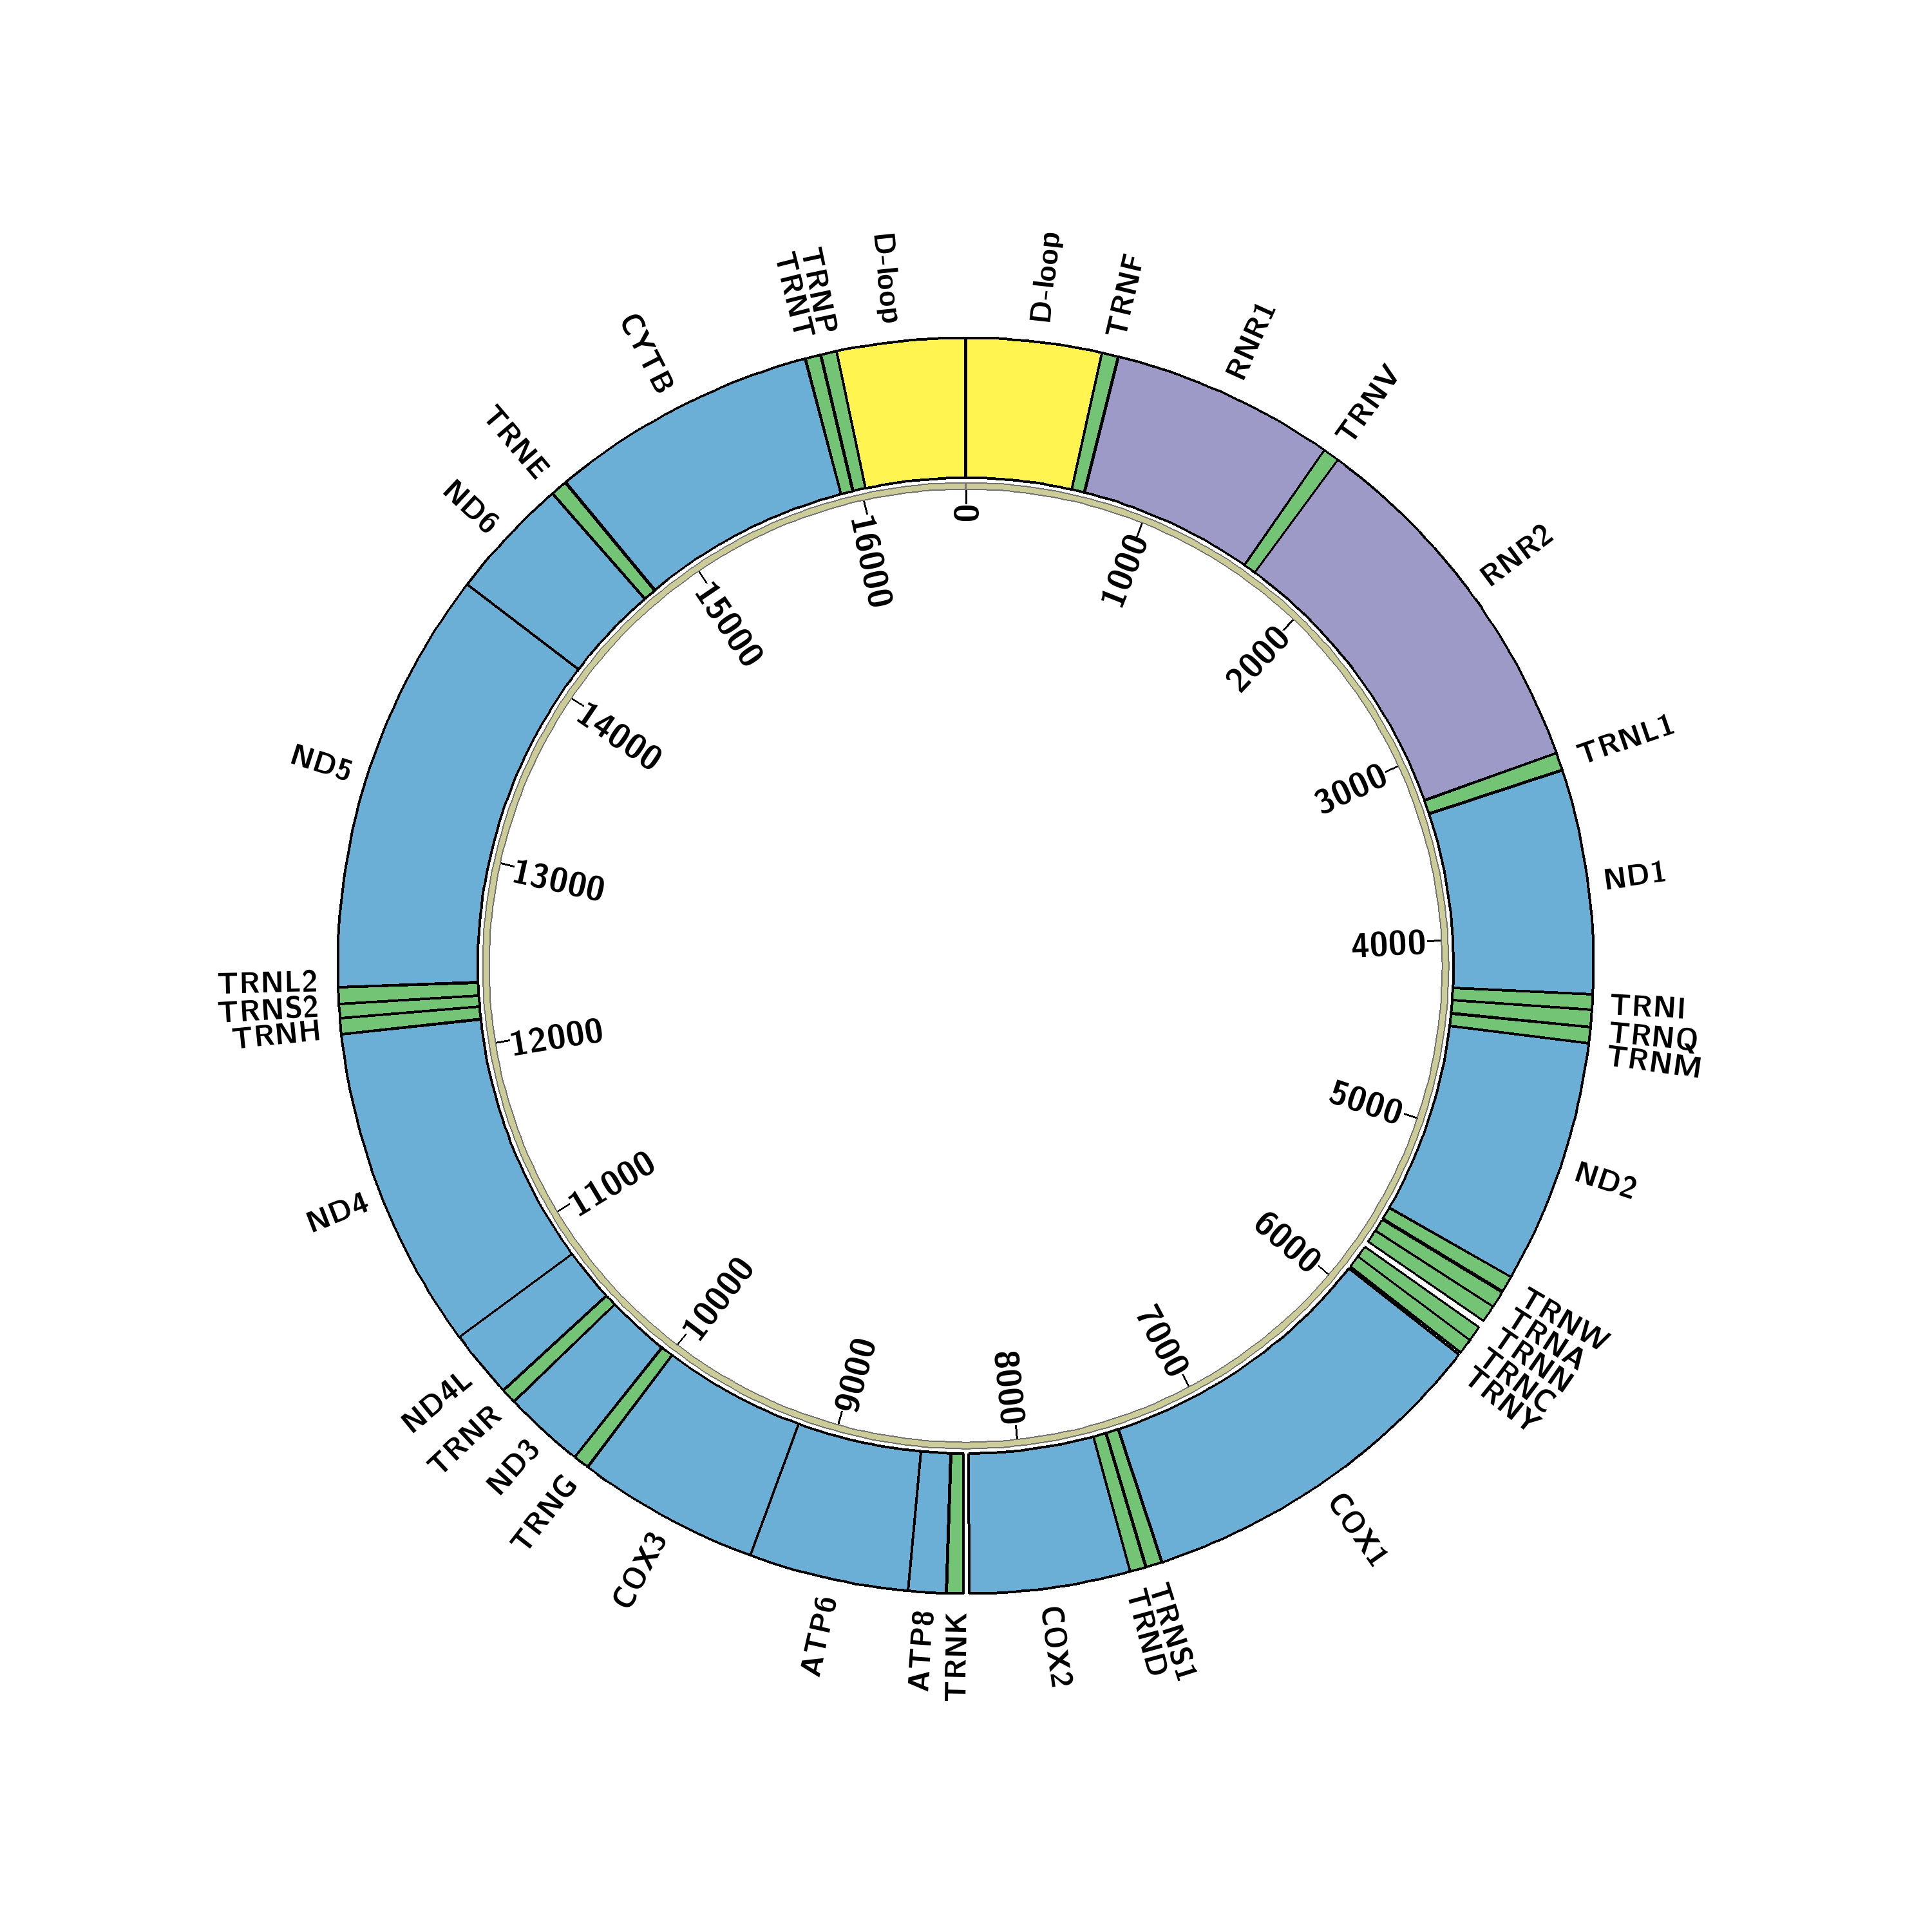 D-loop
TRNF
RNR1
TRNV
RNR2
TRNL1
ND1
TRNI
TRNQ
TRNM
ND2
TRNW
TRNA
TRNN
TRNC
TRNY
COX1
TRNS1
TRND
COX2
TRNK
ATP8
ATP6
COX3
TRNG
ND3
TRNR
ND4L
ND4
TRNH
TRNS2
TRNL2
ND5
ND6
TRNE
CYTB
TRNT
TRNP
D-loop
0
1000
2000
3000
4000
5000
6000
7000
8000
9000
10000
11000
12000
13000
14000
15000
16000